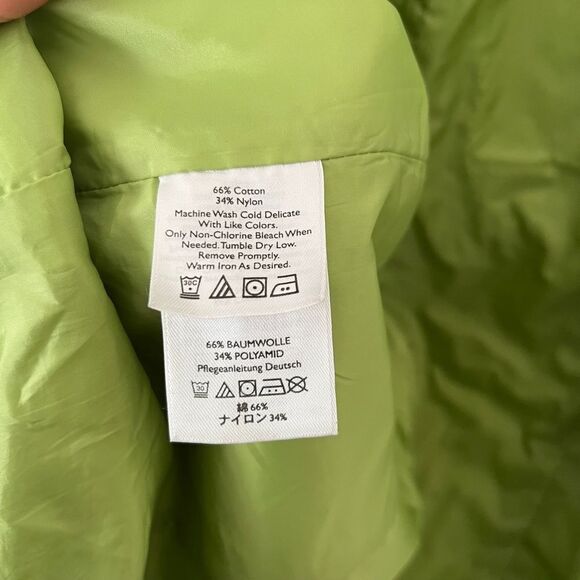 66% Cotton
34% Nylon
Machine Wash Cold Delicate
With Like Colors.
Only Non-Chlorine Bleach When
Needed. Tumble Dry Low.
Remove Promptly.
Warm Iron As Desired.
30C
66% BAUMWOLLE
34% POLYAMID
Pflegeanleitung Deutsch
30
綿 66%
ナイロン 34%